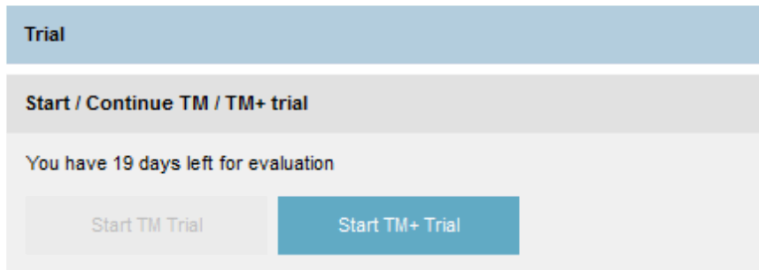 Trial
Start / Continue TM / TM+ trial
You have 19 days left for evaluation
Start TM Trial
Start TM+ Trial